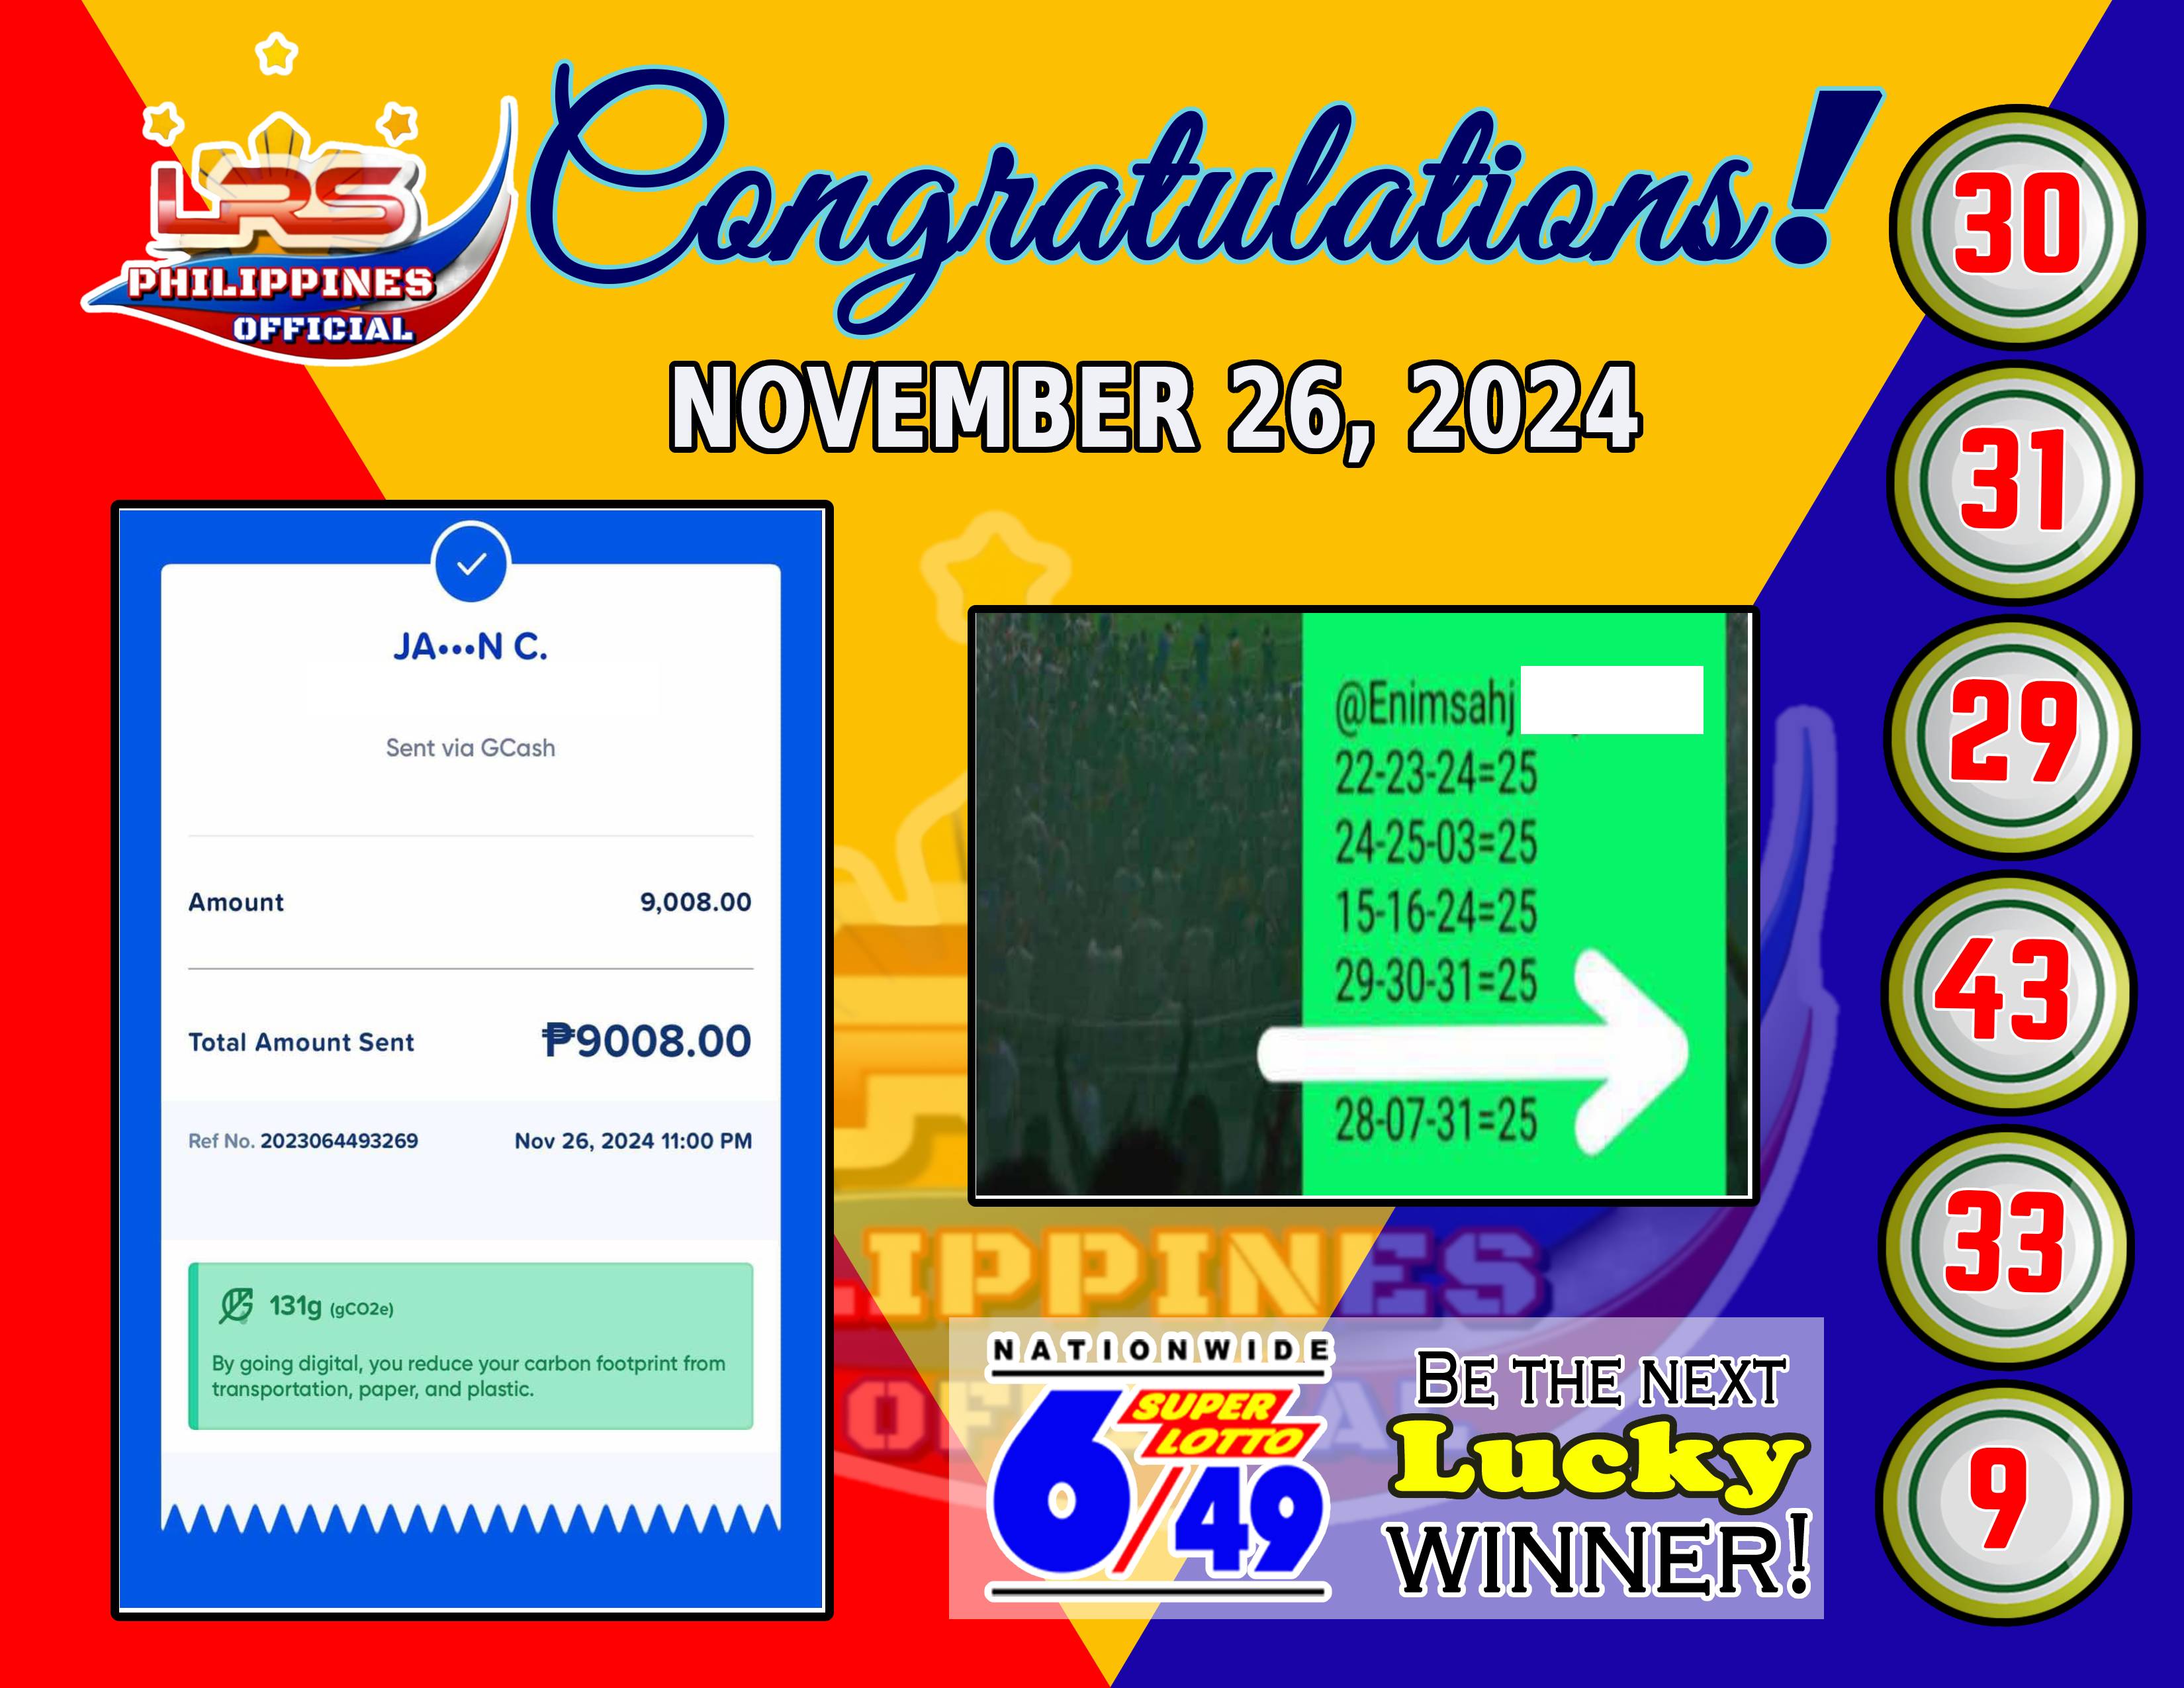 LRS
PHILIPPINES
OFFICIAL
Congratulations!
NOVEMBER 26, 2024
JA•••N C.
Sent via GCash
Amount 9,008.00
Total Amount Sent ₱9008.00
Ref No. 2023064493269 Nov 26, 2024 11:00 PM
131g (gCO2e)
By going digital, you reduce your carbon footprint from
transportation, paper, and plastic.
@Enimsahj
22-23-24=25
24-25-03=25
15-16-24=25
29-30-31=25
28-07-31=25
IPPINES
NATIONWIDE
SUPER
LOTTO
6/49
BE THE NEXT
Lucky
WINNER!
30
31
29
43
33
9